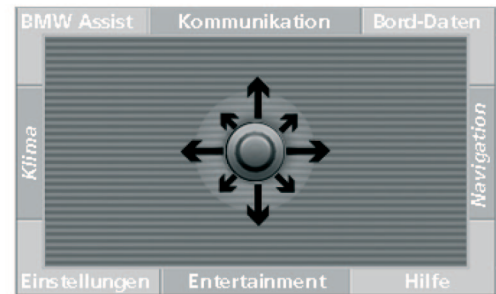 BMW Assist
Kommunikation
Bord-Daten
Klima
Navigation
Einstellungen
Entertainment
Hilfe